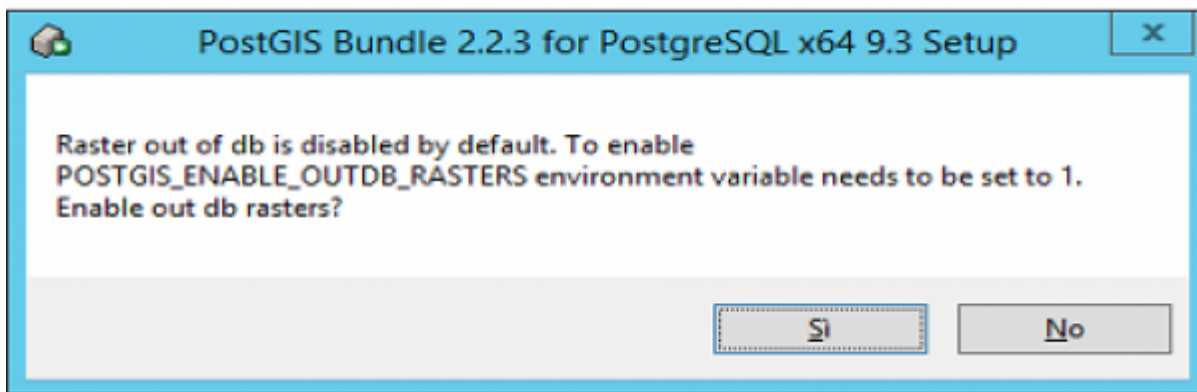 PostGIS Bundle 2.2.3 for PostgreSQL x64 9.3 Setup
x
Raster out of db is disabled by default. To enable
POSTGIS_ENABLE_OUTDB_RASTERS environment variable needs to be set to 1.
Enable out db rasters?
Sì
No